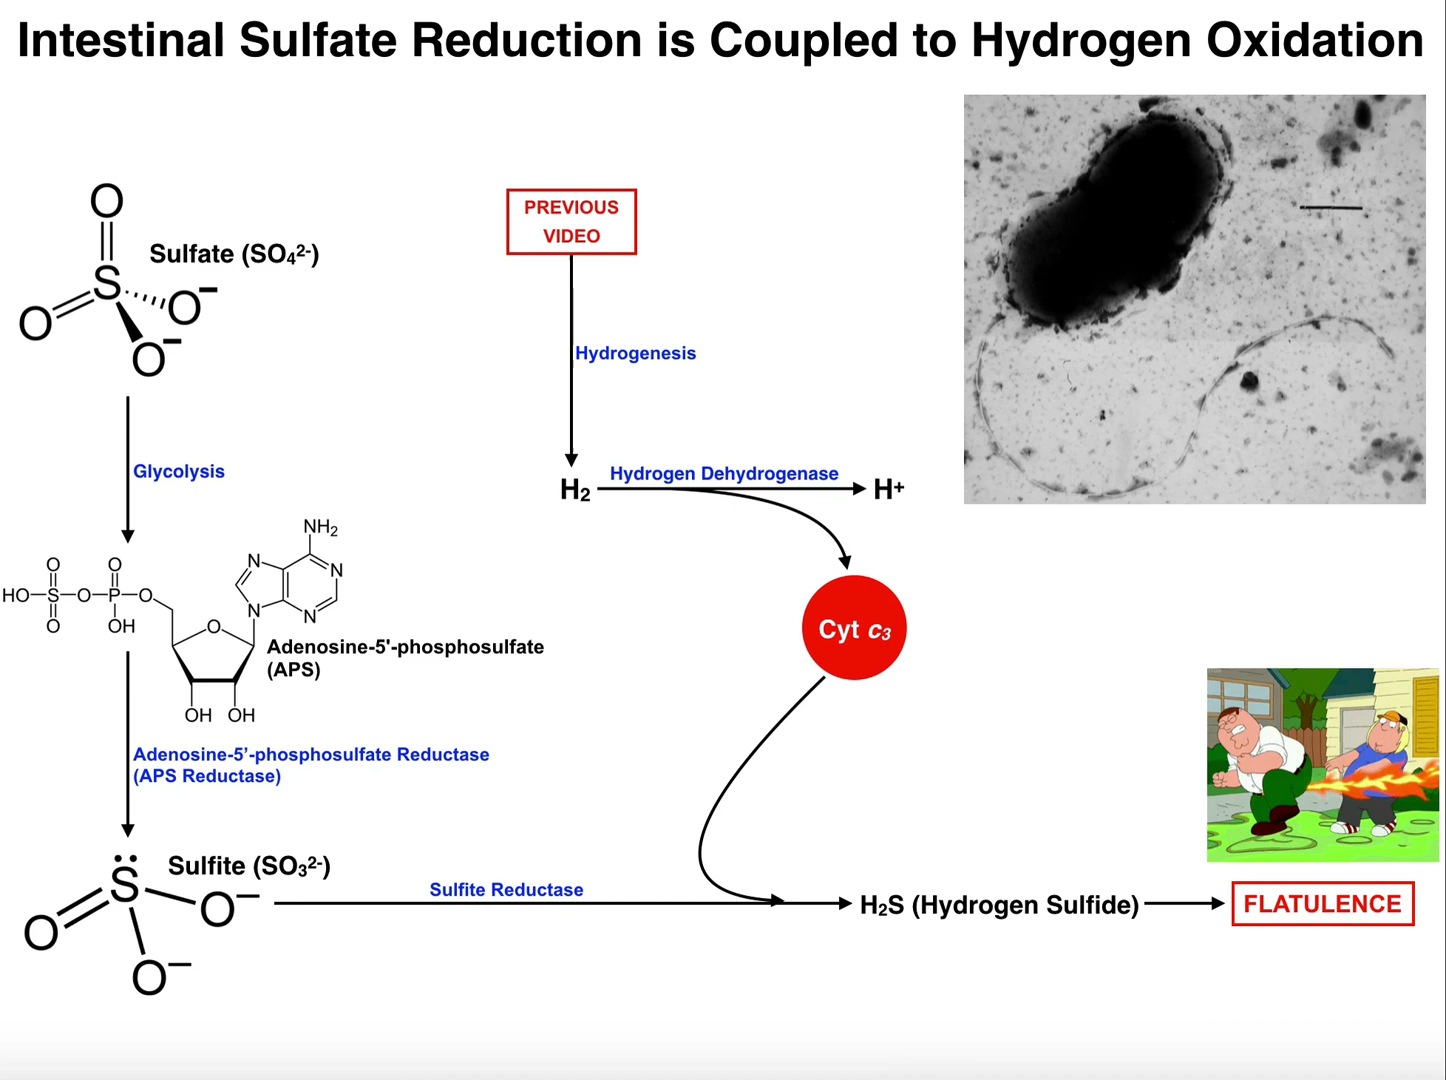 Intestinal Sulfate Reduction is Coupled to Hydrogen Oxidation
O
S
O
O−
O−
Sulfate (SO₄²⁻)
PREVIOUS
VIDEO
Hydrogenesis
Glycolysis
H₂
Hydrogen Dehydrogenase
H⁺
NH₂
N
N
N
N
O
O
HO
S
O
P
O
O
OH
O
OH
OH
Adenosine-5'-phosphosulfate
(APS)
Cyt c₃
Adenosine-5’-phosphosulfate Reductase
(APS Reductase)
S
O
O−
O−
Sulfite (SO₃²⁻)
Sulfite Reductase
H₂S (Hydrogen Sulfide)
FLATULENCE